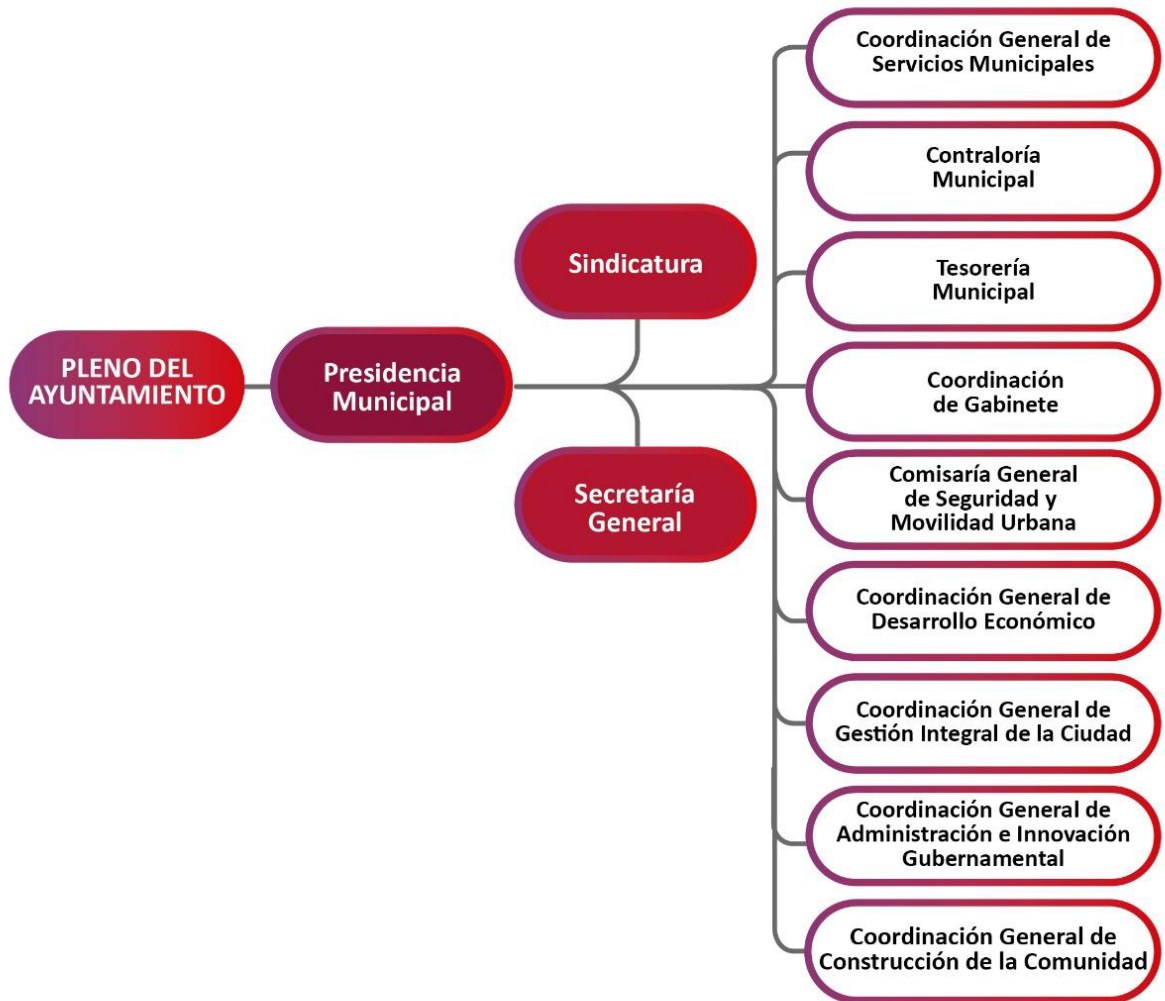 PLENO DEL
AYUNTAMIENTO
Presidencia
Municipal
Sindicatura
Secretaría
General
Coordinación General de
Servicios Municipales
Contraloría
Municipal
Tesorería
Municipal
Coordinación
de Gabinete
Comisaría General
de Seguridad y
Movilidad Urbana
Coordinación General de
Desarrollo Económico
Coordinación General de
Gestión Integral de la Ciudad
Coordinación General de
Administración e Innovación
Gubernamental
Coordinación General de
Construcción de la Comunidad